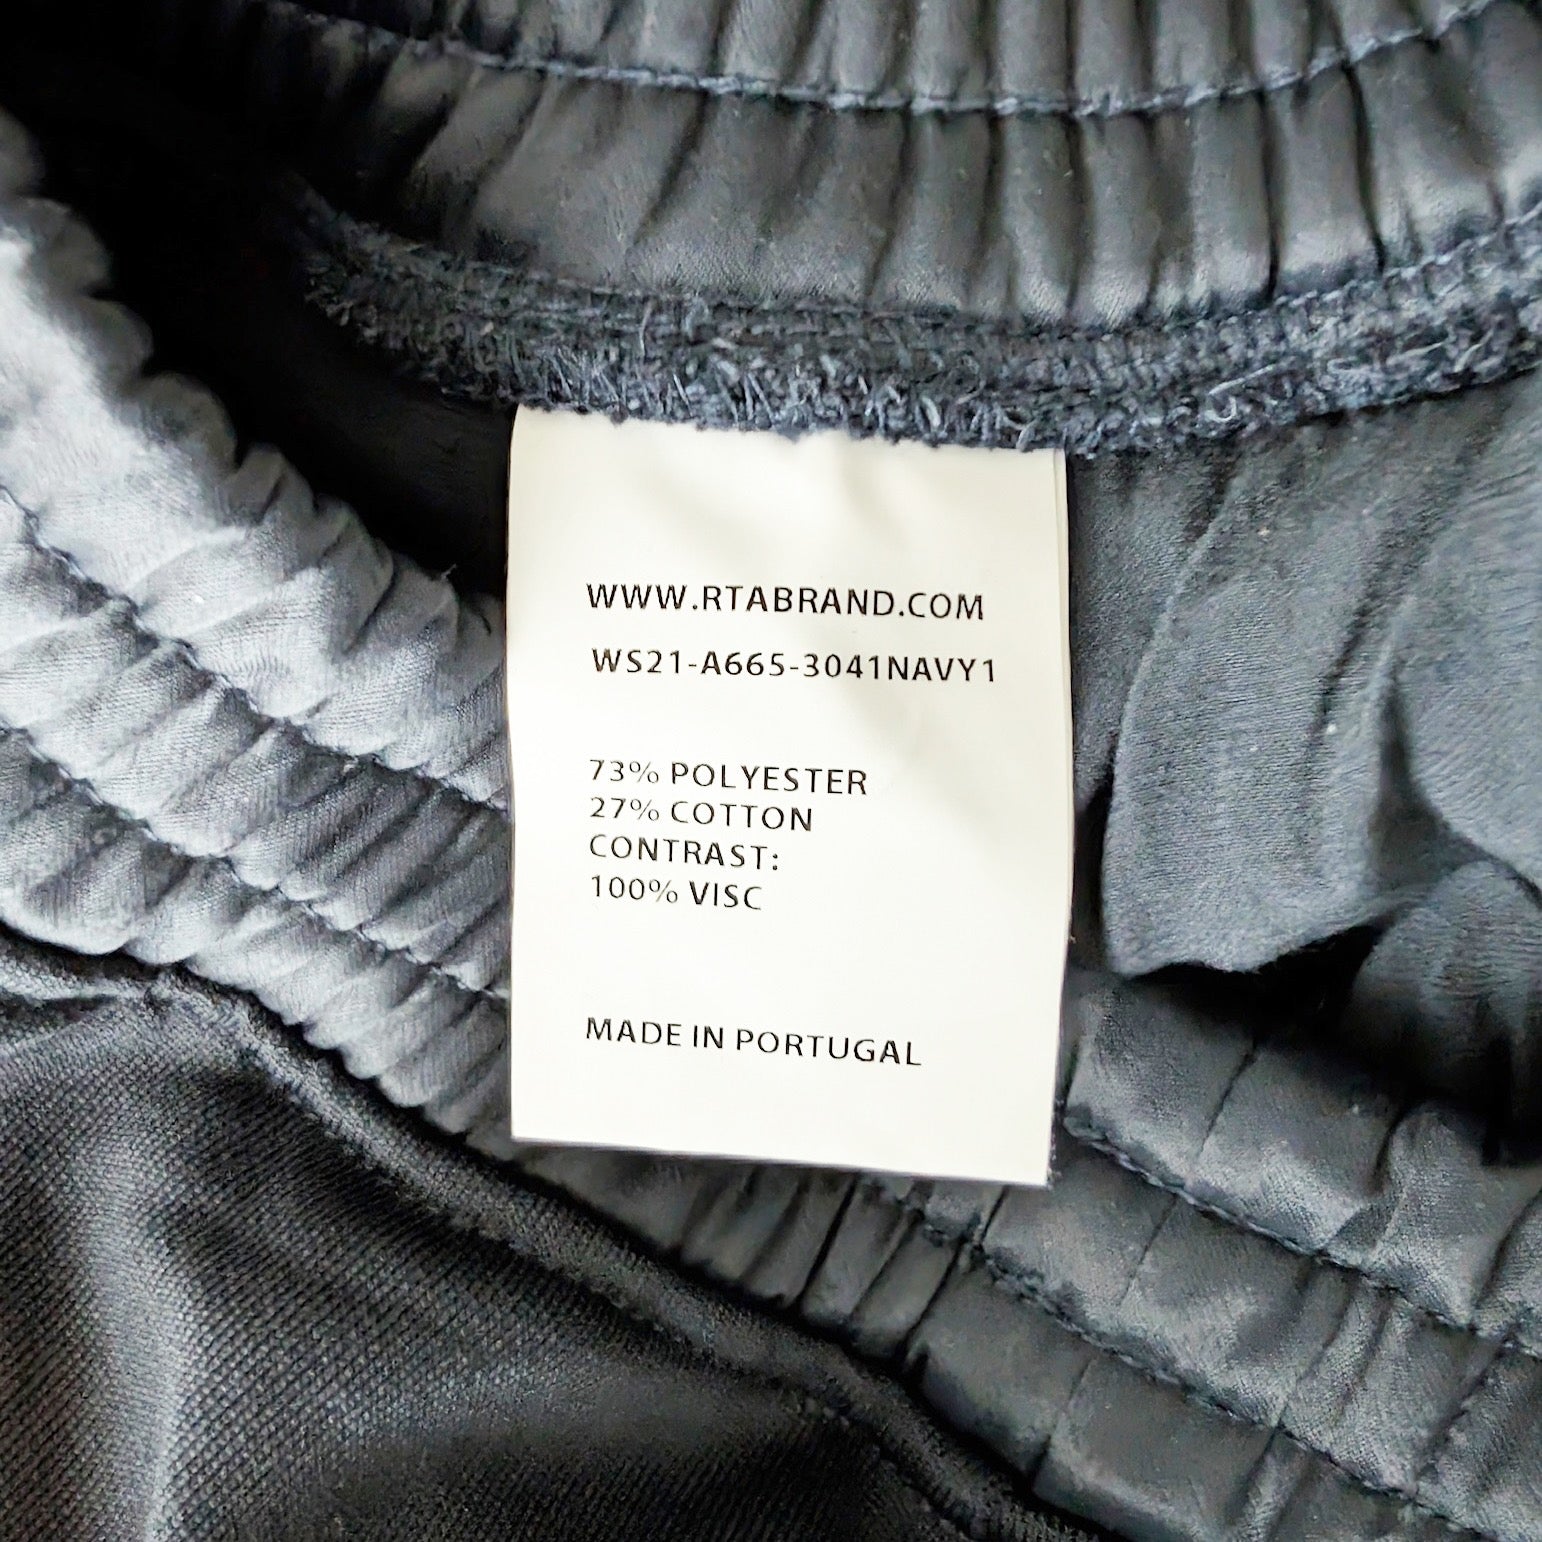 WWW.RTABRAND.COM
WS21-A665-3041NAVY1
73% POLYESTER
27% COTTON
CONTRAST:
100% VISC
MADE IN PORTUGAL